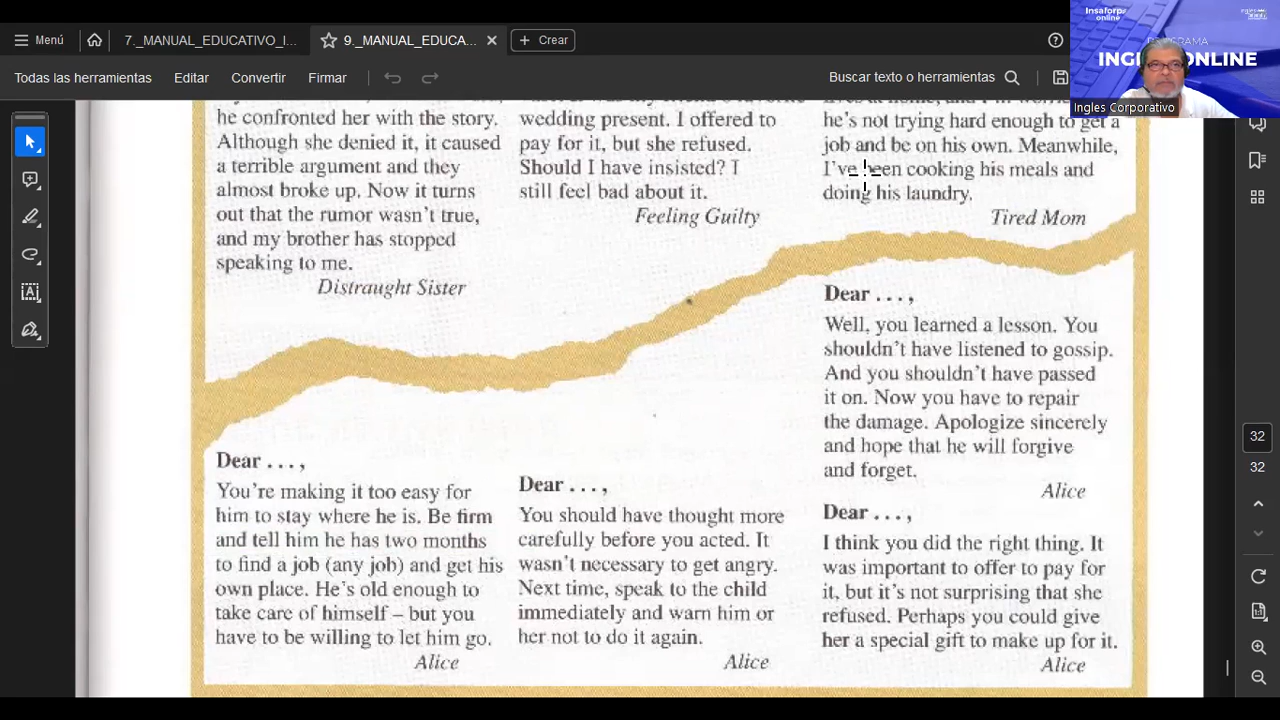 Menú
7._MANUAL_EDUCATIVO_I...
9._MANUAL_EDUCA...
Crear
Insaforp
online
INGL
ONLINE
Ingles Corporativo
Todas las herramientas
Editar
Convertir
Firmar
Buscar texto o herramientas
he confronted her with the story.
Although she denied it, it caused
a terrible argument and they
almost broke up. Now it turns
out that the rumor wasn't true,
and my brother has stopped
speaking to me.
Distraught Sister
wedding present. I offered to
pay for it, but she refused.
Should I have insisted? I
still feel bad about it.
Feeling Guilty
he's not trying hard enough to get a
job and be on his own. Meanwhile,
I've been cooking his meals and
doing his laundry.
Tired Mom
Dear . . . ,
You're making it too easy for
him to stay where he is. Be firm
and tell him he has two months
to find a job (any job) and get his
own place. He's old enough to
take care of himself – but you
have to be willing to let him go.
Alice
Dear . . . ,
You should have thought more
carefully before you acted. It
wasn't necessary to get angry.
Next time, speak to the child
immediately and warn him or
her not to do it again.
Alice
Dear . . . ,
Well, you learned a lesson. You
shouldn't have listened to gossip.
And you shouldn't have passed
it on. Now you have to repair
the damage. Apologize sincerely
and hope that he will forgive
and forget.
Alice
Dear . . . ,
I think you did the right thing. It
was important to offer to pay for
it, but it's not surprising that she
refused. Perhaps you could give
her a special gift to make up for it.
Alice
32
32